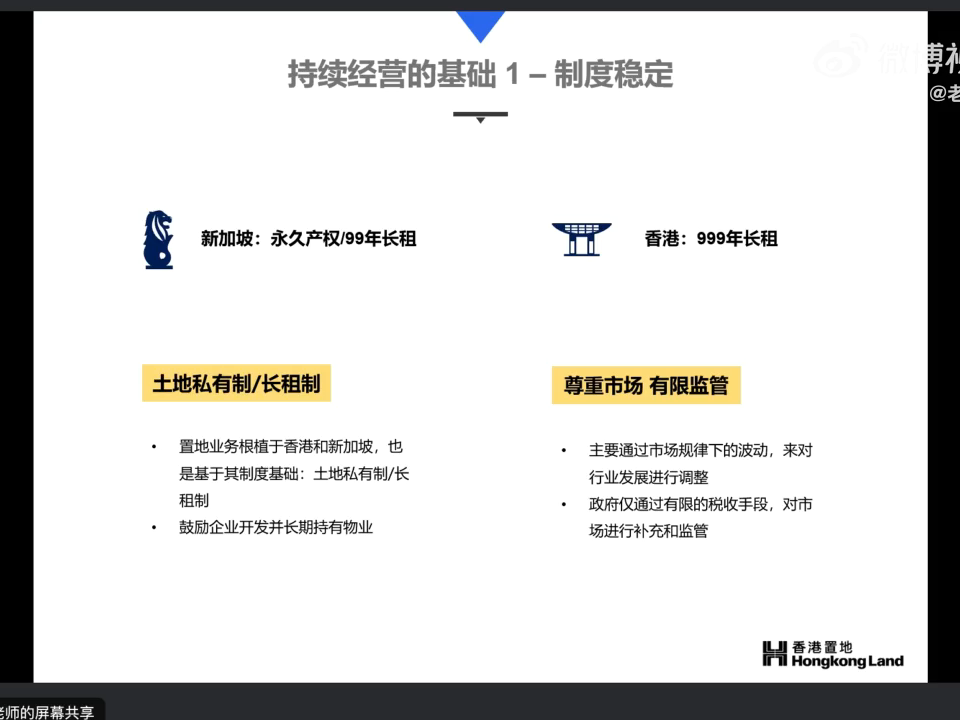 持续经营的基础 1 – 制度稳定
微博视
@老
新加坡：永久产权/99年长租
香港：999年长租
土地私有制/长租制
尊重市场 有限监管
• 置地业务根植于香港和新加坡，也
是基于其制度基础：土地私有制/长
租制
• 鼓励企业开发并长期持有物业
• 主要通过市场规律下的波动，来对
行业发展进行调整
• 政府仅通过有限的税收手段，对市
场进行补充和监管
香港置地
Hongkong Land
老师的屏幕共享